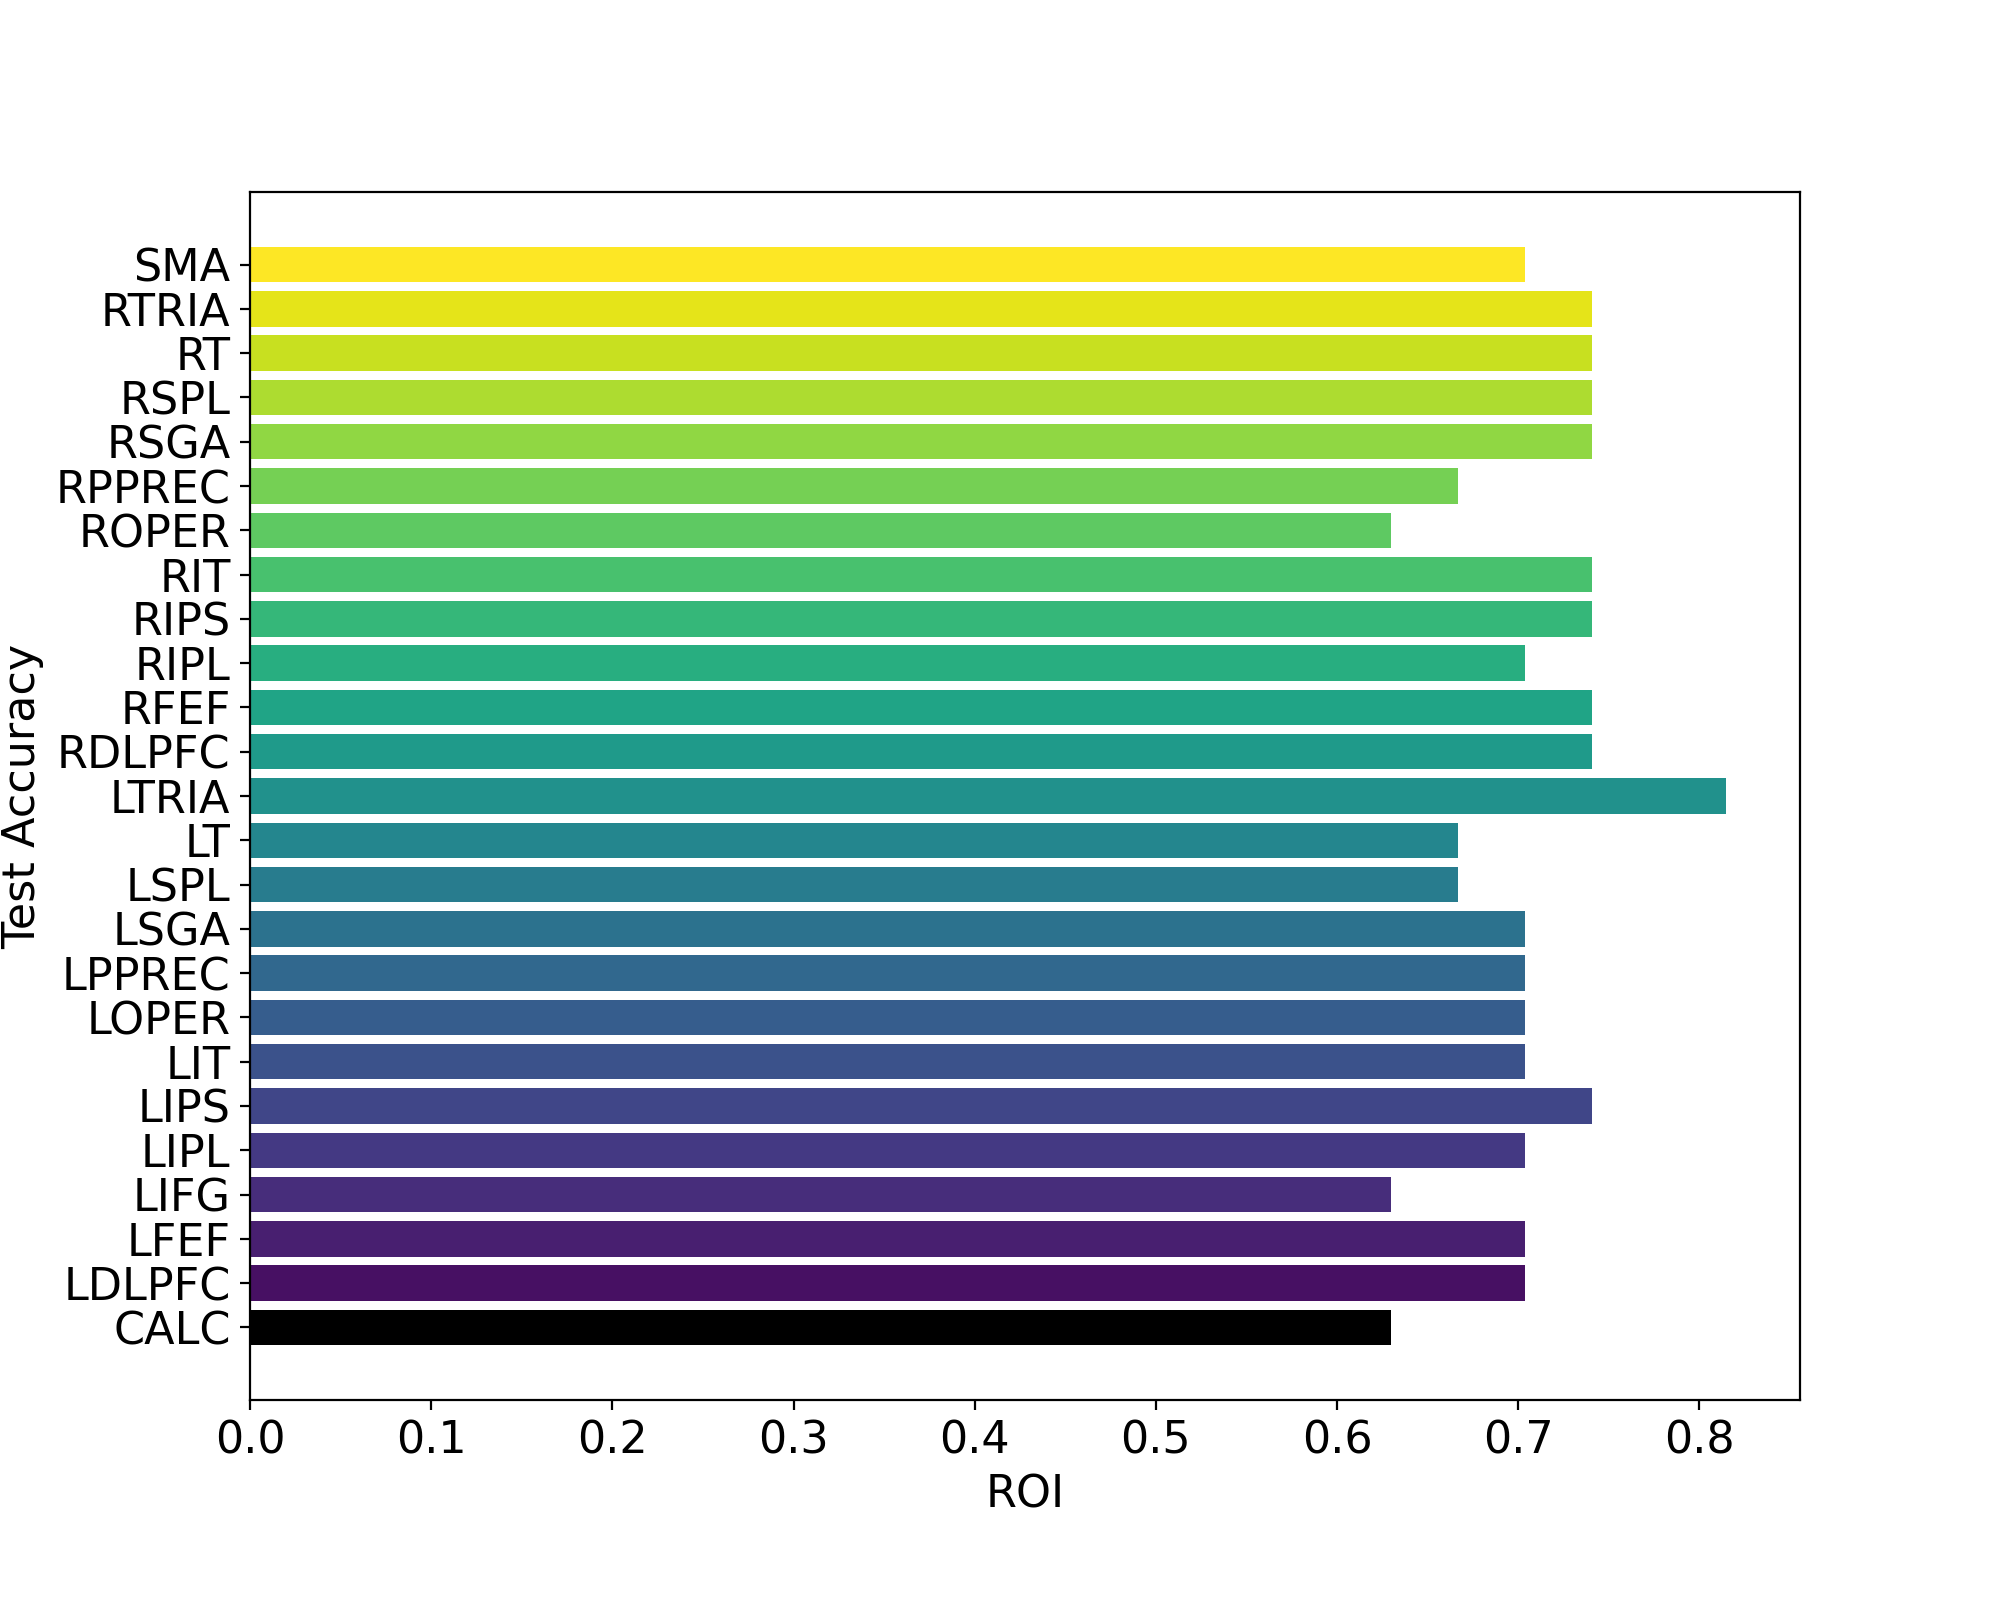 SMA
RTRIA
RT
RSPL
RSGA
RPPREC
ROPER
RIT
RIPS
RIPL
RFEF
RDLPFC
LTRIA
LT
LSPL
LSGA
LPPREC
LOPER
LIT
LIPS
LIPL
LIFG
LFEF
LDLPFC
CALC
Test Accuracy
0.0 0.1 0.2 0.3 0.4 0.5 0.6 0.7 0.8
ROI